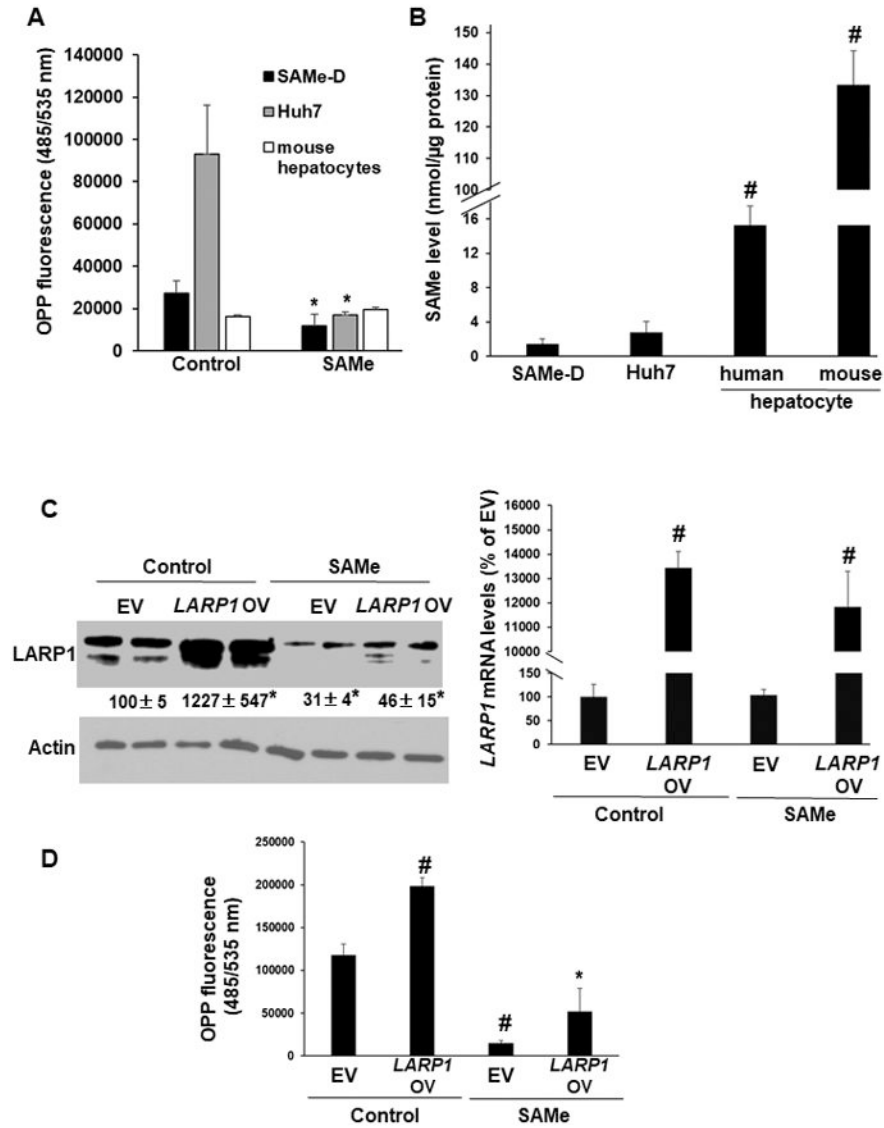 A
OPP fluorescence (485/535 nm)
140000
120000
100000
80000
60000
40000
20000
0
SAMe-D
Huh7
mouse
hepatocytes
* *
Control SAMe
B
SAMe level (nmol/µg protein)
150
140
130
120
110
100
16
12
8
4
0
#
#
SAMe-D Huh7 human mouse
hepatocyte
C
Control SAMe
EV LARP1 OV EV LARP1 OV
LARP1
100 ± 5 1227 ± 547* 31 ± 4* 46 ± 15*
Actin
LARP1 mRNA levels (% of EV)
16000
15000
14000
13000
12000
11000
10000
150
100
50
0
#
#
EV LARP1 EV LARP1
OV OV
Control SAMe
D
OPP fluorescence
(485/535 nm)
250000
200000
150000
100000
50000
0
#
# *
EV LARP1 EV LARP1
OV OV
Control SAMe